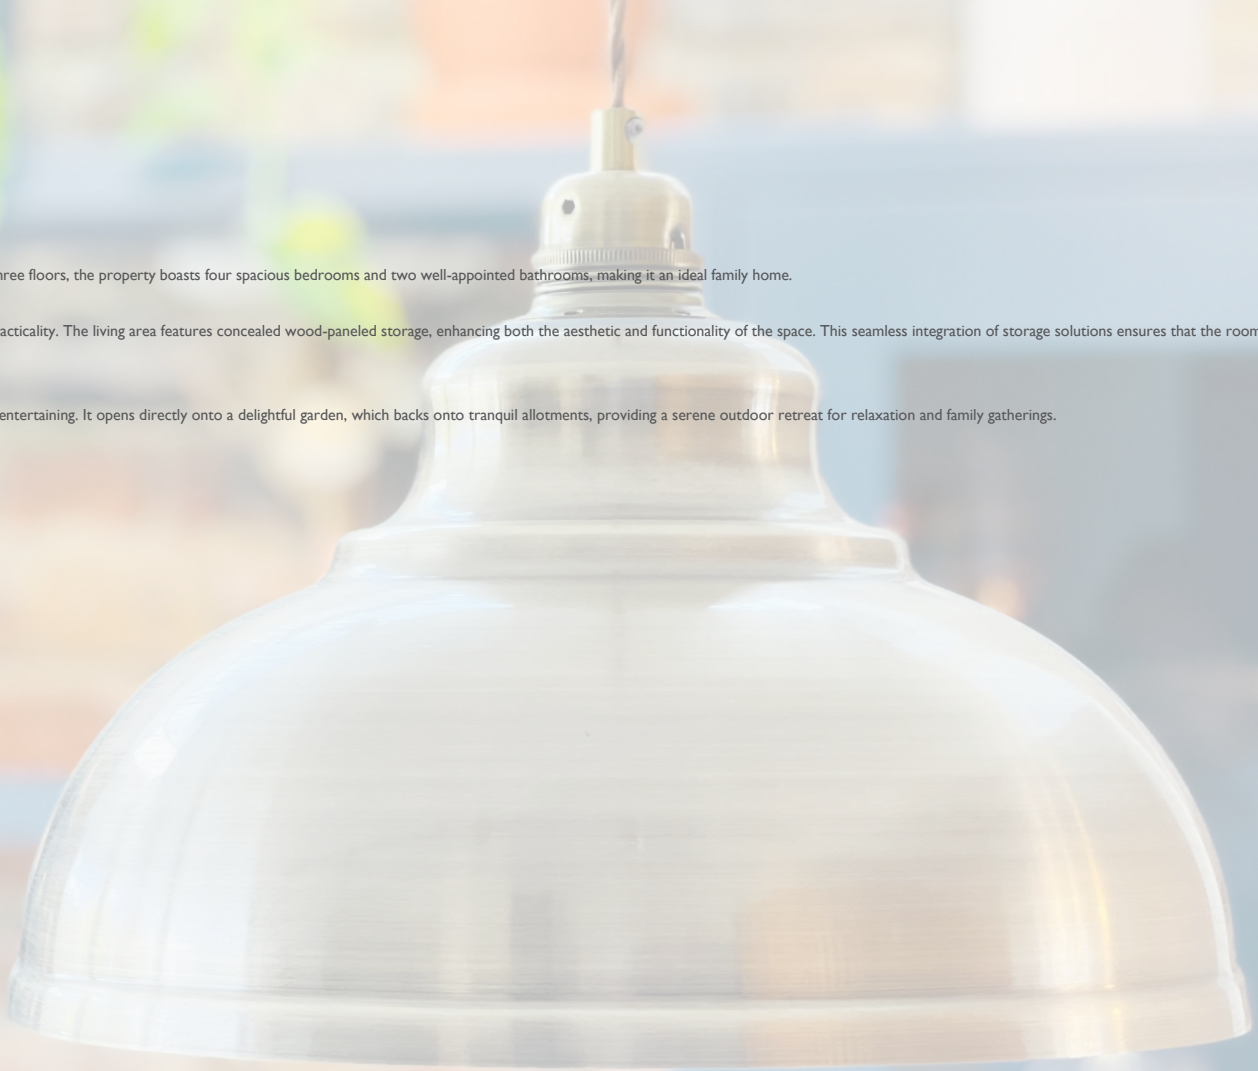 hree floors, the property boasts four spacious bedrooms and two well-appointed bathrooms, making it an ideal family home.
acticality. The living area features concealed wood-paneled storage, enhancing both the aesthetic and functionality of the space. This seamless integration of storage solutions ensures that the room
entertaining. It opens directly onto a delightful garden, which backs onto tranquil allotments, providing a serene outdoor retreat for relaxation and family gatherings.